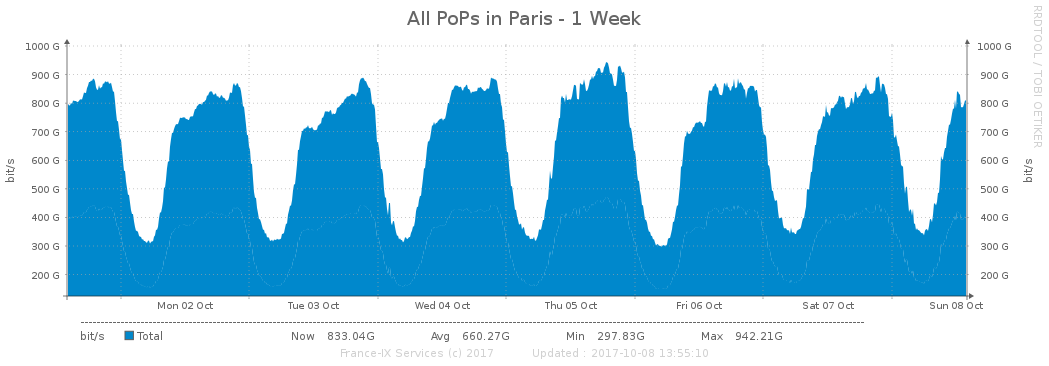 All PoPs in Paris - 1 Week
RRDTOOL / TOBI OETIKER
1000 G 1000 G
900 G 900 G
800 G 800 G
700 G 700 G
600 G 600 G
500 G 500 G
400 G 400 G
300 G 300 G
200 G 200 G
bit/s bit/s
Mon 02 Oct Tue 03 Oct Wed 04 Oct Thu 05 Oct Fri 06 Oct Sat 07 Oct Sun 08 Oct
bit/s Total Now 833.04G Avg 660.27G Min 297.83G Max 942.21G
France-IX Services (c) 2017 Updated : 2017-10-08 13:55:10